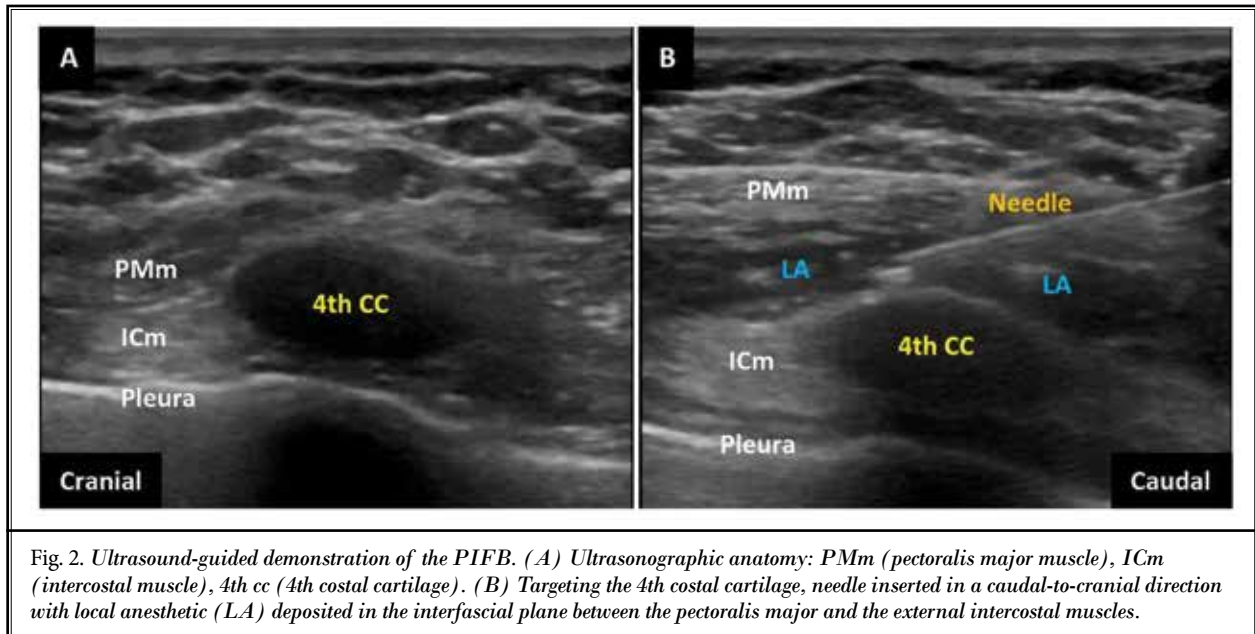 A
PMm
4th CC
ICm
Pleura
Cranial
B
PMm
Needle
LA
LA
4th CC
ICm
Pleura
Caudal
Fig. 2. Ultrasound-guided demonstration of the PIFB. (A) Ultrasonographic anatomy: PMm (pectoralis major muscle), ICm
(intercostal muscle), 4th cc (4th costal cartilage). (B) Targeting the 4th costal cartilage, needle inserted in a caudal-to-cranial direction
with local anesthetic (LA) deposited in the interfascial plane between the pectoralis major and the external intercostal muscles.